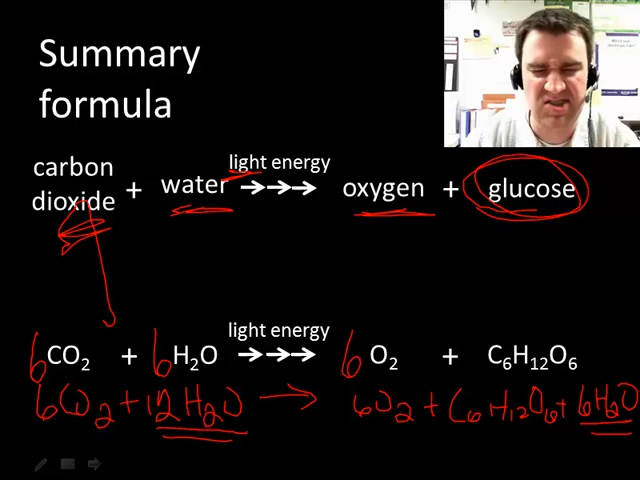 Summary
formula
carbon dioxide + water light energy →→→ oxygen + glucose
6CO₂ + 6H₂O light energy →→→ 6O₂ + C₆H₁₂O₆
6CO₂ + 12H₂O → 6O₂ + C₆H₁₂O₆ + 6H₂O